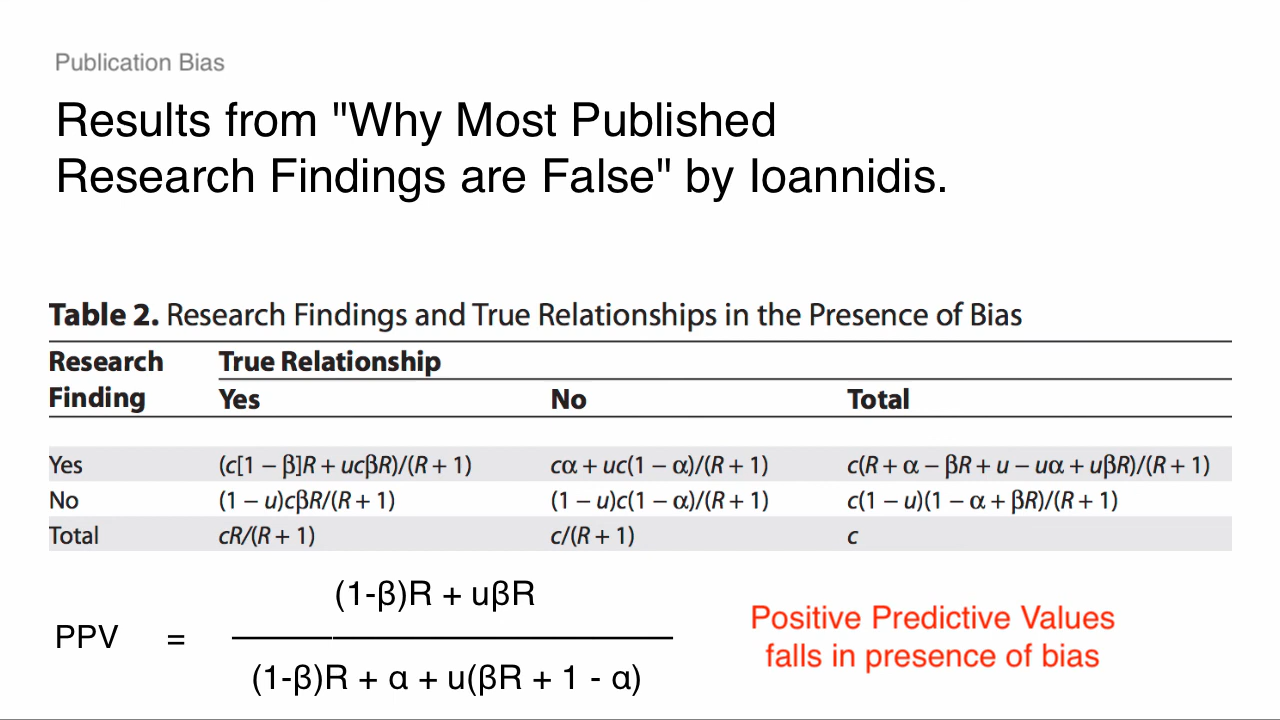 Publication Bias
Results from "Why Most Published
Research Findings are False" by Ioannidis.
Table 2. Research Findings and True Relationships in the Presence of Bias
Research Finding True Relationship
Yes No Total
Yes (c[1 − β]R + ucβR)/(R + 1) cα + uc(1 − α)/(R + 1) c(R + α − βR + u − uα + uβR)/(R + 1)
No (1 − u)cβR/(R + 1) (1 − u)c(1 − α)/(R + 1) c(1 − u)(1 − α + βR)/(R + 1)
Total cR/(R + 1) c/(R + 1) c
(1-β)R + uβR
PPV =
(1-β)R + α + u(βR + 1 - α)
Positive Predictive Values
falls in presence of bias